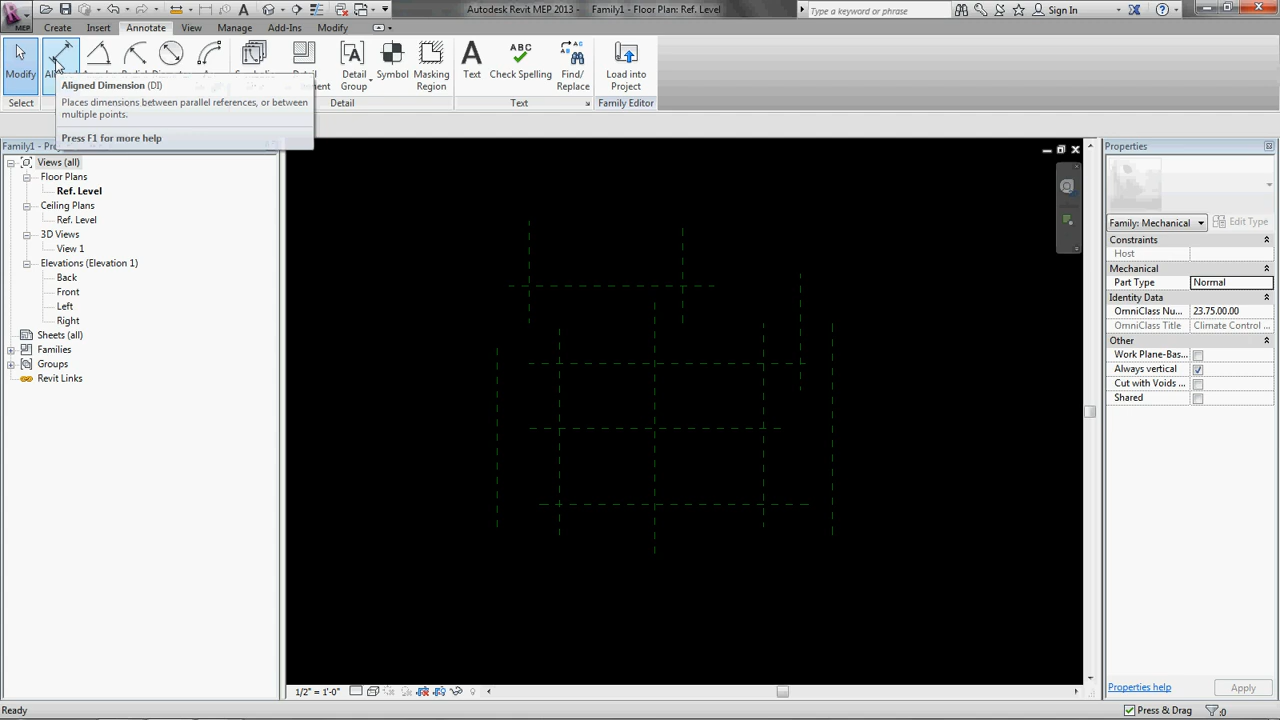 Autodesk Revit MEP 2013 - Family1 - Floor Plan: Ref. Level
Type a keyword or phrase
Sign In
MEP
Create
Insert
Annotate
View
Manage
Add-Ins
Modify
Modify
Detail Group
Symbol
Masking Region
Text
Check Spelling
Find/ Replace
Load into Project
Select
Detail
Text
Family Editor
Aligned Dimension (DI)
Places dimensions between parallel references, or between
multiple points.
Press F1 for more help
Family1 -
Views (all)
Floor Plans
Ref. Level
Ceiling Plans
Ref. Level
3D Views
View 1
Elevations (Elevation 1)
Back
Front
Left
Right
Sheets (all)
Families
Groups
Revit Links
Properties
Family: Mechanical
Edit Type
Constraints
Host
Mechanical
Part Type Normal
Identity Data
OmniClass Nu... 23.75.00.00
OmniClass Title Climate Control ...
Other
Work Plane-Bas...
Always vertical
Cut with Voids ...
Shared
Properties help
Apply
1/2" = 1'-0"
Ready
Press & Drag
:0